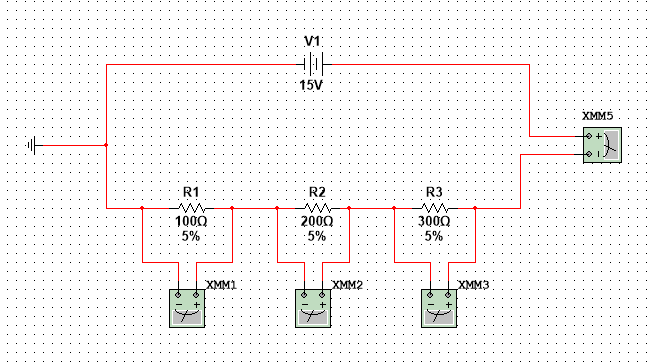 V1
15V
XMM5
R1
100Ω
5%
R2
200Ω
5%
R3
300Ω
5%
XMM1
XMM2
XMM3